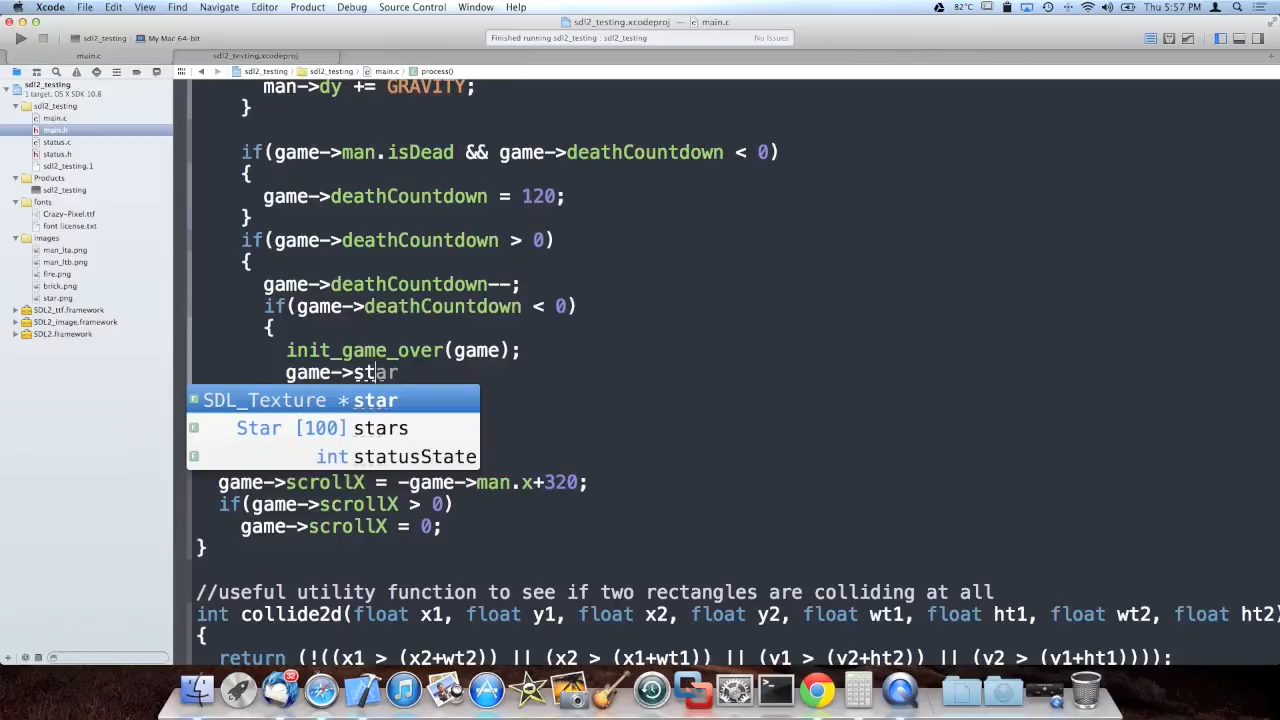 Xcode File Edit View Find Navigate Editor Product Debug Source Control Window Help 82°C Thu 5:57 PM
sdl2_testing.xcodeproj — main.c
sdl2_testing My Mac 64-bit Finished running sdl2_testing : sdl2_testing No Issues
main.c sdl2_testing.xcodeproj
sdl2_testing sdl2_testing main.c process()
sdl2_testing
1 target, OS X SDK 10.8
sdl2_testing
main.c
main.h
status.c
status.h
sdl2_testing.1
Products
sdl2_testing
fonts
Crazy-Pixel.ttf
font license.txt
images
man_lta.png
man_ltb.png
fire.png
brick.png
star.png
SDL2_ttf.framework
SDL2_image.framework
SDL2.framework
man->dy += GRAVITY;
}
if(game->man.isDead && game->deathCountdown < 0)
{
game->deathCountdown = 120;
}
if(game->deathCountdown > 0)
{
game->deathCountdown--;
if(game->deathCountdown < 0)
{
init_game_over(game);
game->star
SDL_Texture * star
Star [100] stars
int statusState
game->scrollX = -game->man.x+320;
if(game->scrollX > 0)
game->scrollX = 0;
}
//useful utility function to see if two rectangles are colliding at all
int collide2d(float x1, float y1, float x2, float y2, float wt1, float ht1, float wt2, float ht2)
{
return (!((x1 > (x2+wt2)) || (x2 > (x1+wt1)) || (y1 > (y2+ht2)) || (y2 > (y1+ht1))));
32